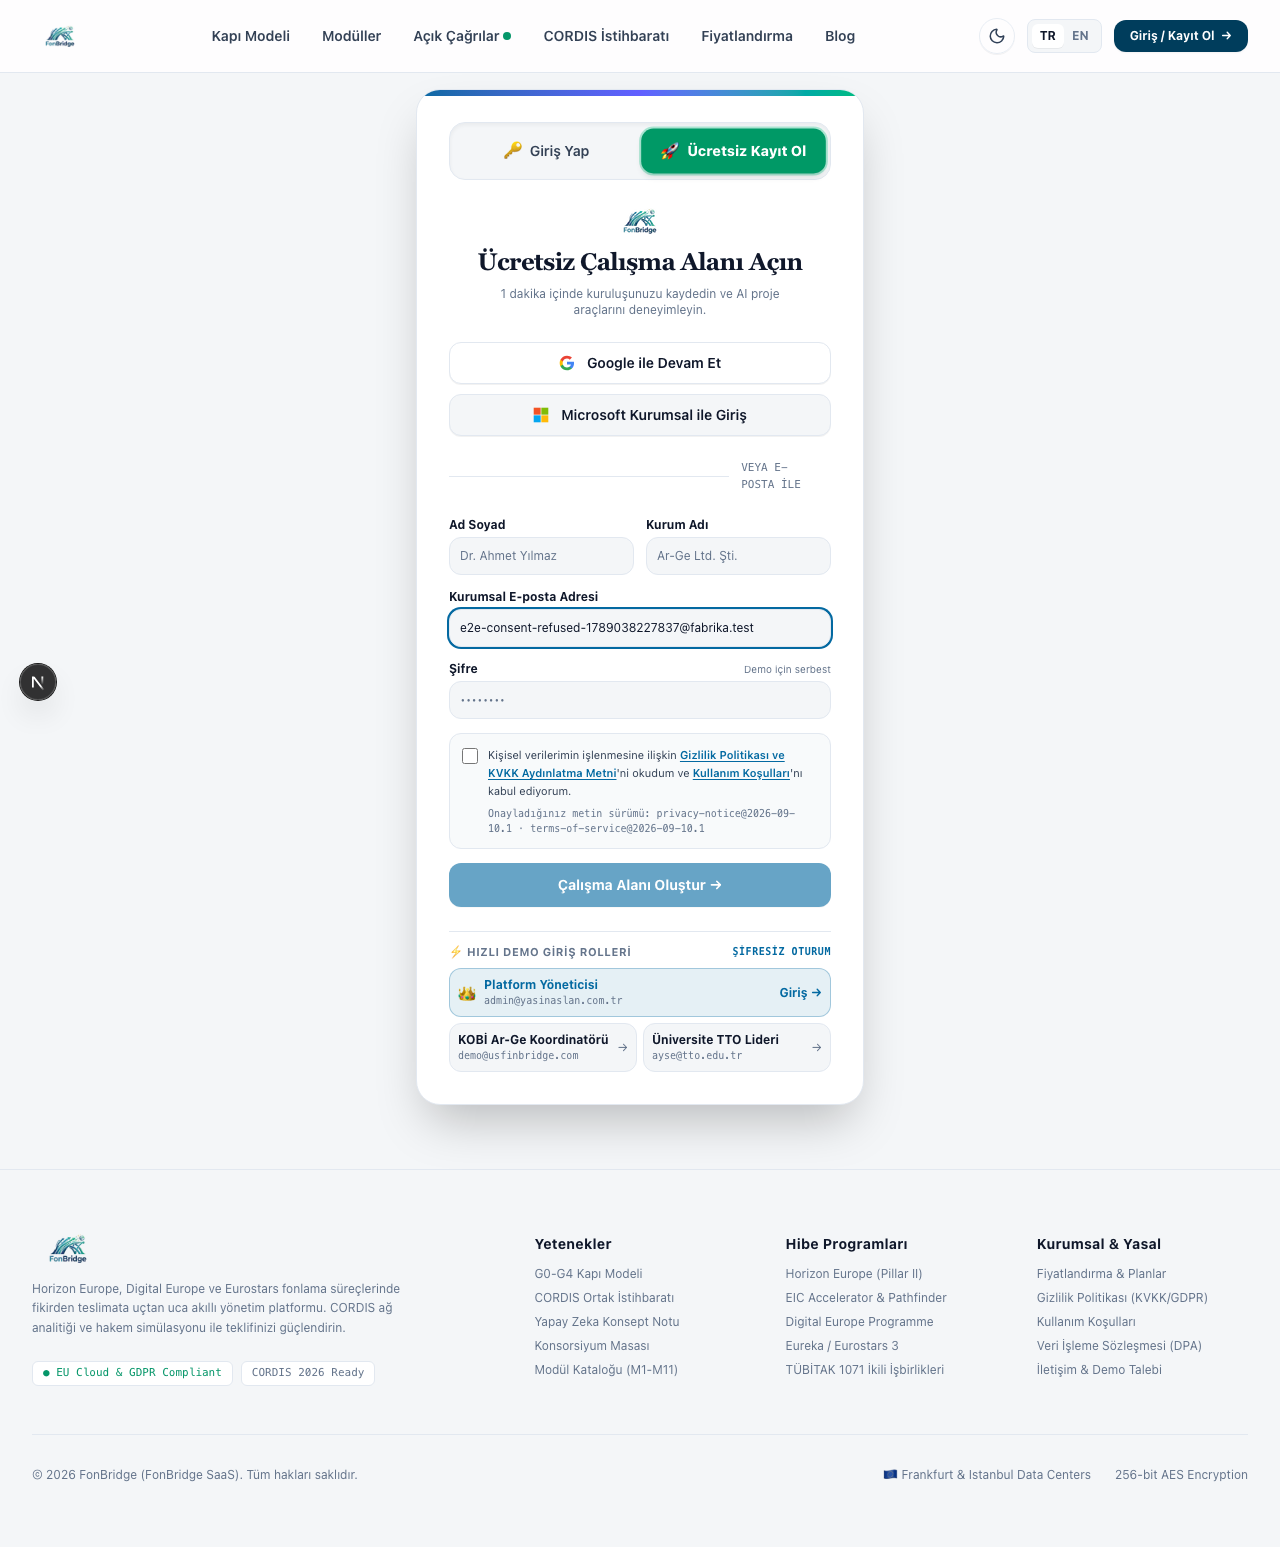 FonBridge
Kapı Modeli
Modüller
Açık Çağrılar
CORDIS İstihbaratı
Fiyatlandırma
Blog
TR
EN
Giriş / Kayıt Ol →
🔑 Giriş Yap
🚀 Ücretsiz Kayıt Ol
FonBridge
Ücretsiz Çalışma Alanı Açın
1 dakika içinde kuruluşunuzu kaydedin ve AI proje
araçlarını deneyimleyin.
Google ile Devam Et
Microsoft Kurumsal ile Giriş
VEYA E-
POSTA İLE
Ad Soyad
Kurum Adı
Dr. Ahmet Yılmaz
Ar-Ge Ltd. Şti.
Kurumsal E-posta Adresi
e2e-consent-refused-1789038227837@fabrika.test
Şifre
Demo için serbest
••••••••
N
Kişisel verilerimin işlenmesine ilişkin Gizlilik Politikası ve
KVKK Aydınlatma Metni'ni okudum ve Kullanım Koşulları'nı
kabul ediyorum.
Onayladığınız metin sürümü: privacy-notice@2026-09-
10.1 · terms-of-service@2026-09-10.1
Çalışma Alanı Oluştur →
⚡ HIZLI DEMO GİRİŞ ROLLERİ
ŞİFRESİZ OTURUM
Platform Yöneticisi
admin@yasinaslan.com.tr
Giriş →
KOBİ Ar-Ge Koordinatörü
demo@usfinbridge.com
→
Üniversite TTO Lideri
ayse@tto.edu.tr
→
FonBridge
Horizon Europe, Digital Europe ve Eurostars fonlama süreçlerinde
fikirden teslimata uçtan uca akıllı yönetim platformu. CORDIS ağ
analitiği ve hakem simülasyonu ile teklifinizi güçlendirin.
● EU Cloud & GDPR Compliant
CORDIS 2026 Ready
Yetenekler
G0-G4 Kapı Modeli
CORDIS Ortak İstihbaratı
Yapay Zeka Konsept Notu
Konsorsiyum Masası
Modül Kataloğu (M1-M11)
Hibe Programları
Horizon Europe (Pillar II)
EIC Accelerator & Pathfinder
Digital Europe Programme
Eureka / Eurostars 3
TÜBİTAK 1071 İkili İşbirlikleri
Kurumsal & Yasal
Fiyatlandırma & Planlar
Gizlilik Politikası (KVKK/GDPR)
Kullanım Koşulları
Veri İşleme Sözleşmesi (DPA)
İletişim & Demo Talebi
© 2026 FonBridge (FonBridge SaaS). Tüm hakları saklıdır.
🇪🇺 Frankfurt & Istanbul Data Centers
256-bit AES Encryption